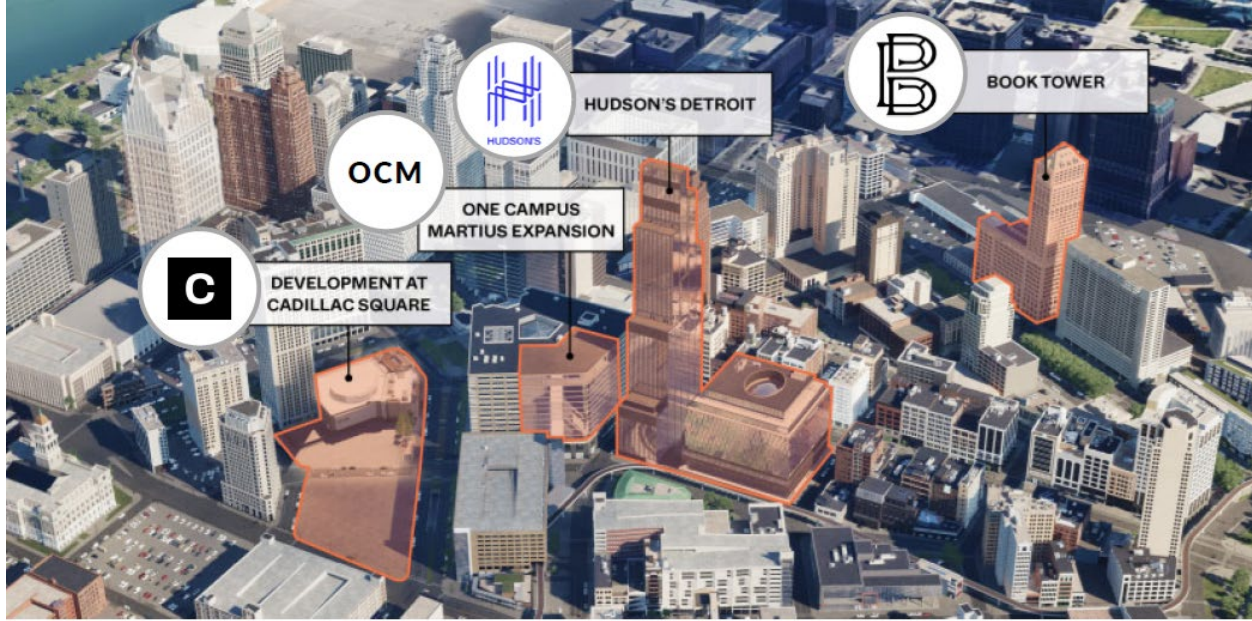 HUDSON'S
HUDSON'S DETROIT
B
BOOK TOWER
OCM
ONE CAMPUS
MARTIUS EXPANSION
C
DEVELOPMENT AT
CADILLAC SQUARE